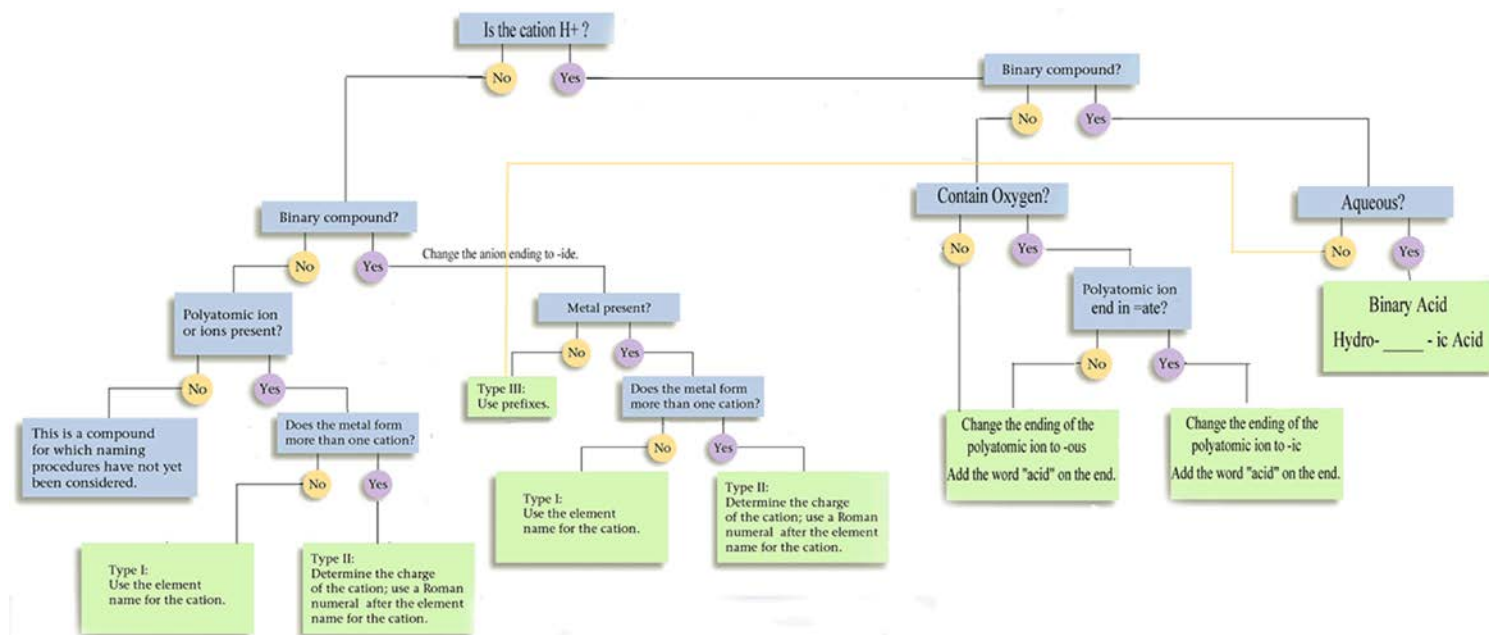 Is the cation H+ ?
No
Yes
Binary compound?
No
Yes
Contain Oxygen?
No
Yes
Aqueous?
No
Yes
Binary compound?
No
Yes
Change the anion ending to -ide.
Polyatomic ion
or ions present?
No
Yes
Metal present?
No
Yes
Polyatomic ion
end in =ate?
No
Yes
Binary Acid
Hydro- _____ - ic Acid
This is a compound
for which naming
procedures have not yet
been considered.
Does the metal form
more than one cation?
No
Yes
Type III:
Use prefixes.
Does the metal form
more than one cation?
No
Yes
Change the ending of the
polyatomic ion to -ous
Add the word "acid" on the end.
Change the ending of the
polyatomic ion to -ic
Add the word "acid" on the end.
Type I:
Use the element
name for the cation.
Type II:
Determine the charge
of the cation; use a Roman
numeral after the element
name for the cation.
Type I:
Use the element
name for the cation.
Type II:
Determine the charge
of the cation; use a Roman
numeral after the element
name for the cation.